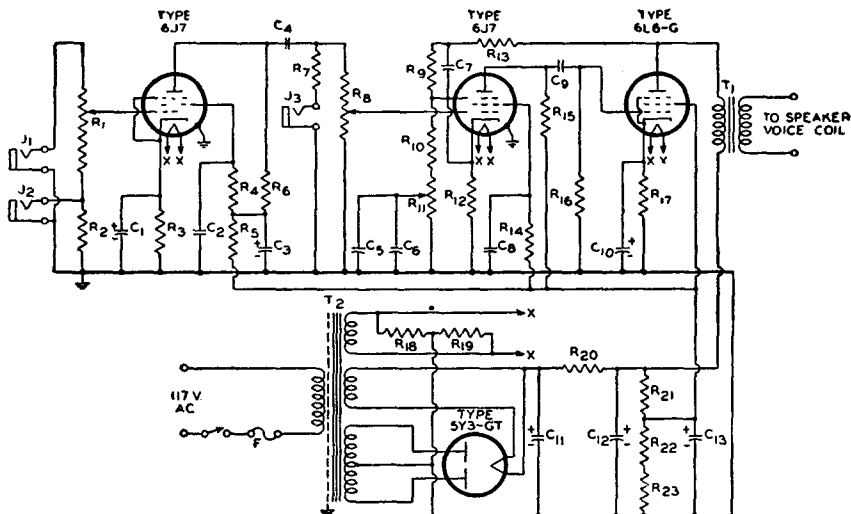 TYPE
6J7
TYPE
6J7
TYPE
6L6-G
C4
R7
J3
R8
R9
C7
R13
C9
R15
T1
TO SPEAKER
VOICE COIL
J1
R1
J2
R2
C1
R3
C2
R4
R5
R6
C3
X X
R10
R11
C5
C6
R12
X X
C8
R14
R16
X X
R17
C10
T2
X
R18
R19
X
117 V.
AC
F
TYPE
5Y3-GT
R20
C11
C12
R21
R22
R23
C13